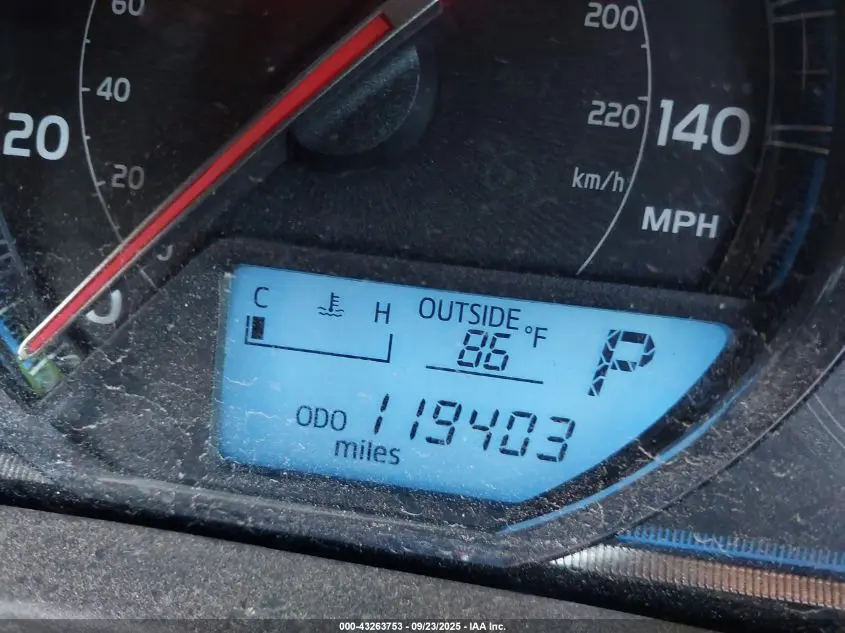 60
40
20
20
0
200
220
140
km/h
MPH
C
H
OUTSIDE
86 °F
P
ODO 119403
miles
000-43263753 - 09/23/2025 - IAA Inc.